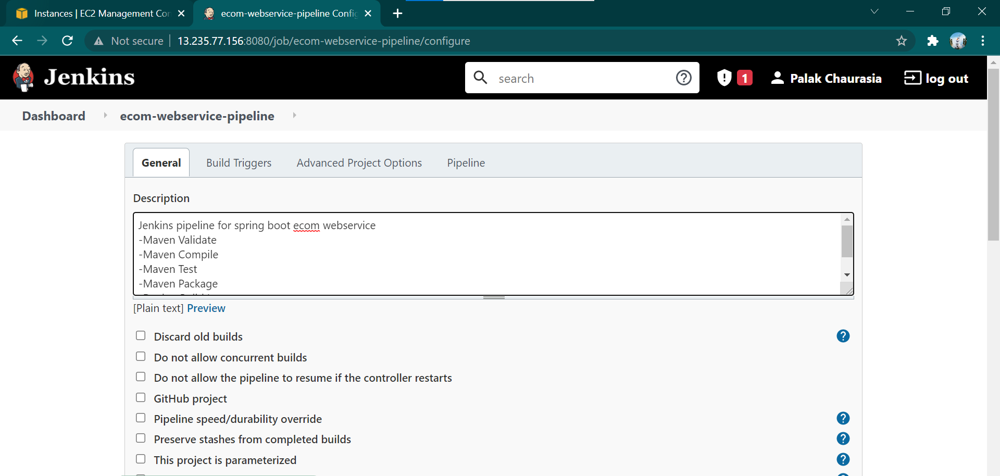 Instances | EC2 Management Con
ecom-webservice-pipeline Config
Not secure
13.235.77.156:8080/job/ecom-webservice-pipeline/configure
Jenkins
search
1
Palak Chaurasia
log out
Dashboard
ecom-webservice-pipeline
General
Build Triggers
Advanced Project Options
Pipeline
Description
Jenkins pipeline for spring boot ecom webservice
-Maven Validate
-Maven Compile
-Maven Test
-Maven Package
[Plain text] Preview
Discard old builds
Do not allow concurrent builds
Do not allow the pipeline to resume if the controller restarts
GitHub project
Pipeline speed/durability override
Preserve stashes from completed builds
This project is parameterized